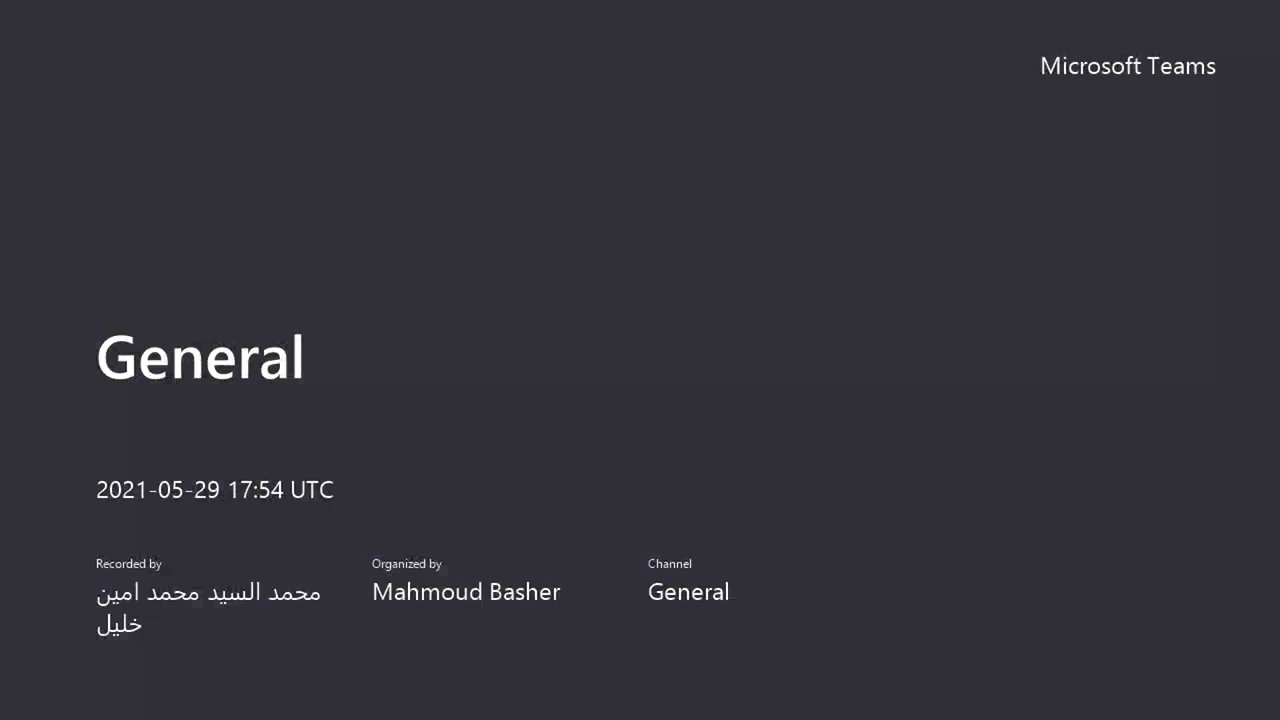 Microsoft Teams
General
2021-05-29 17:54 UTC
Recorded by
محمد السيد محمد امين
خليل
Organized by
Mahmoud Basher
Channel
General